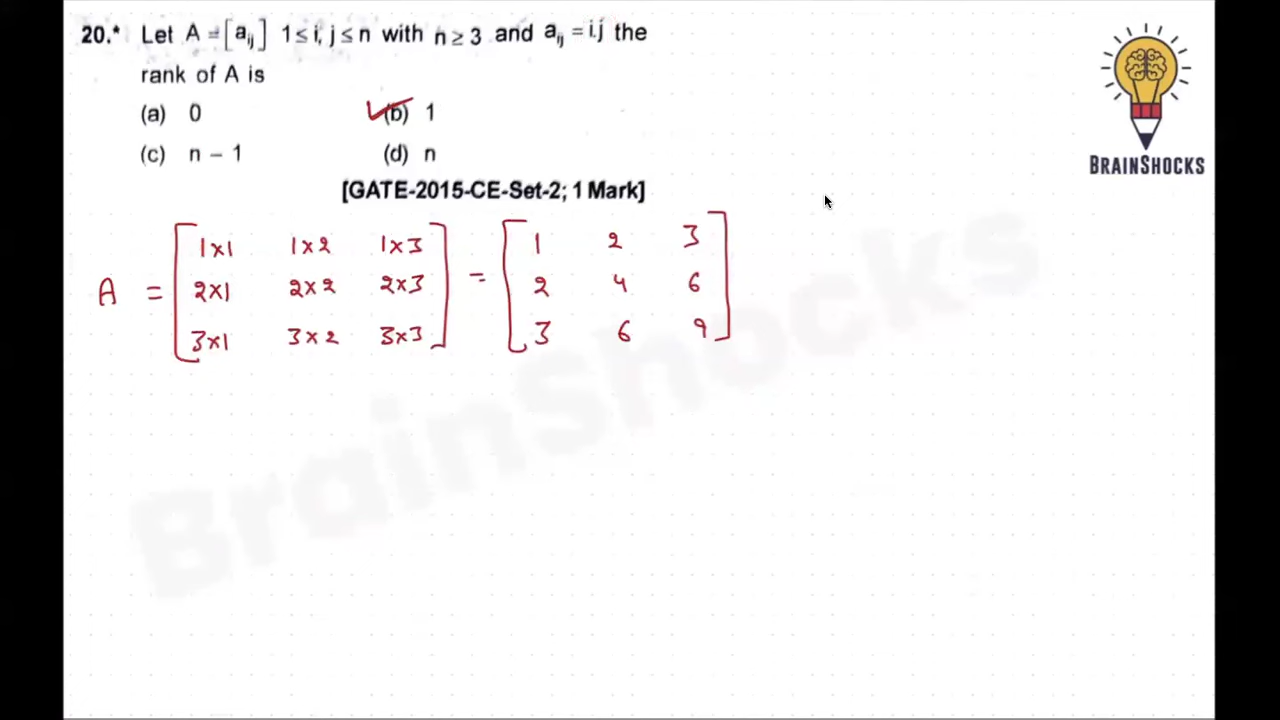 20.* Let A = [aij] 1 ≤ i, j ≤ n with n ≥ 3 and aij = i.j the
rank of A is
(a) 0 (b) 1
(c) n – 1 (d) n
[GATE-2015-CE-Set-2; 1 Mark]
BRAINSHOCKS
A = [1×1 1×2 1×3 = [1 2 3
2×1 2×2 2×3 2 4 6
3×1 3×2 3×3] 3 6 9]
BrainShocks